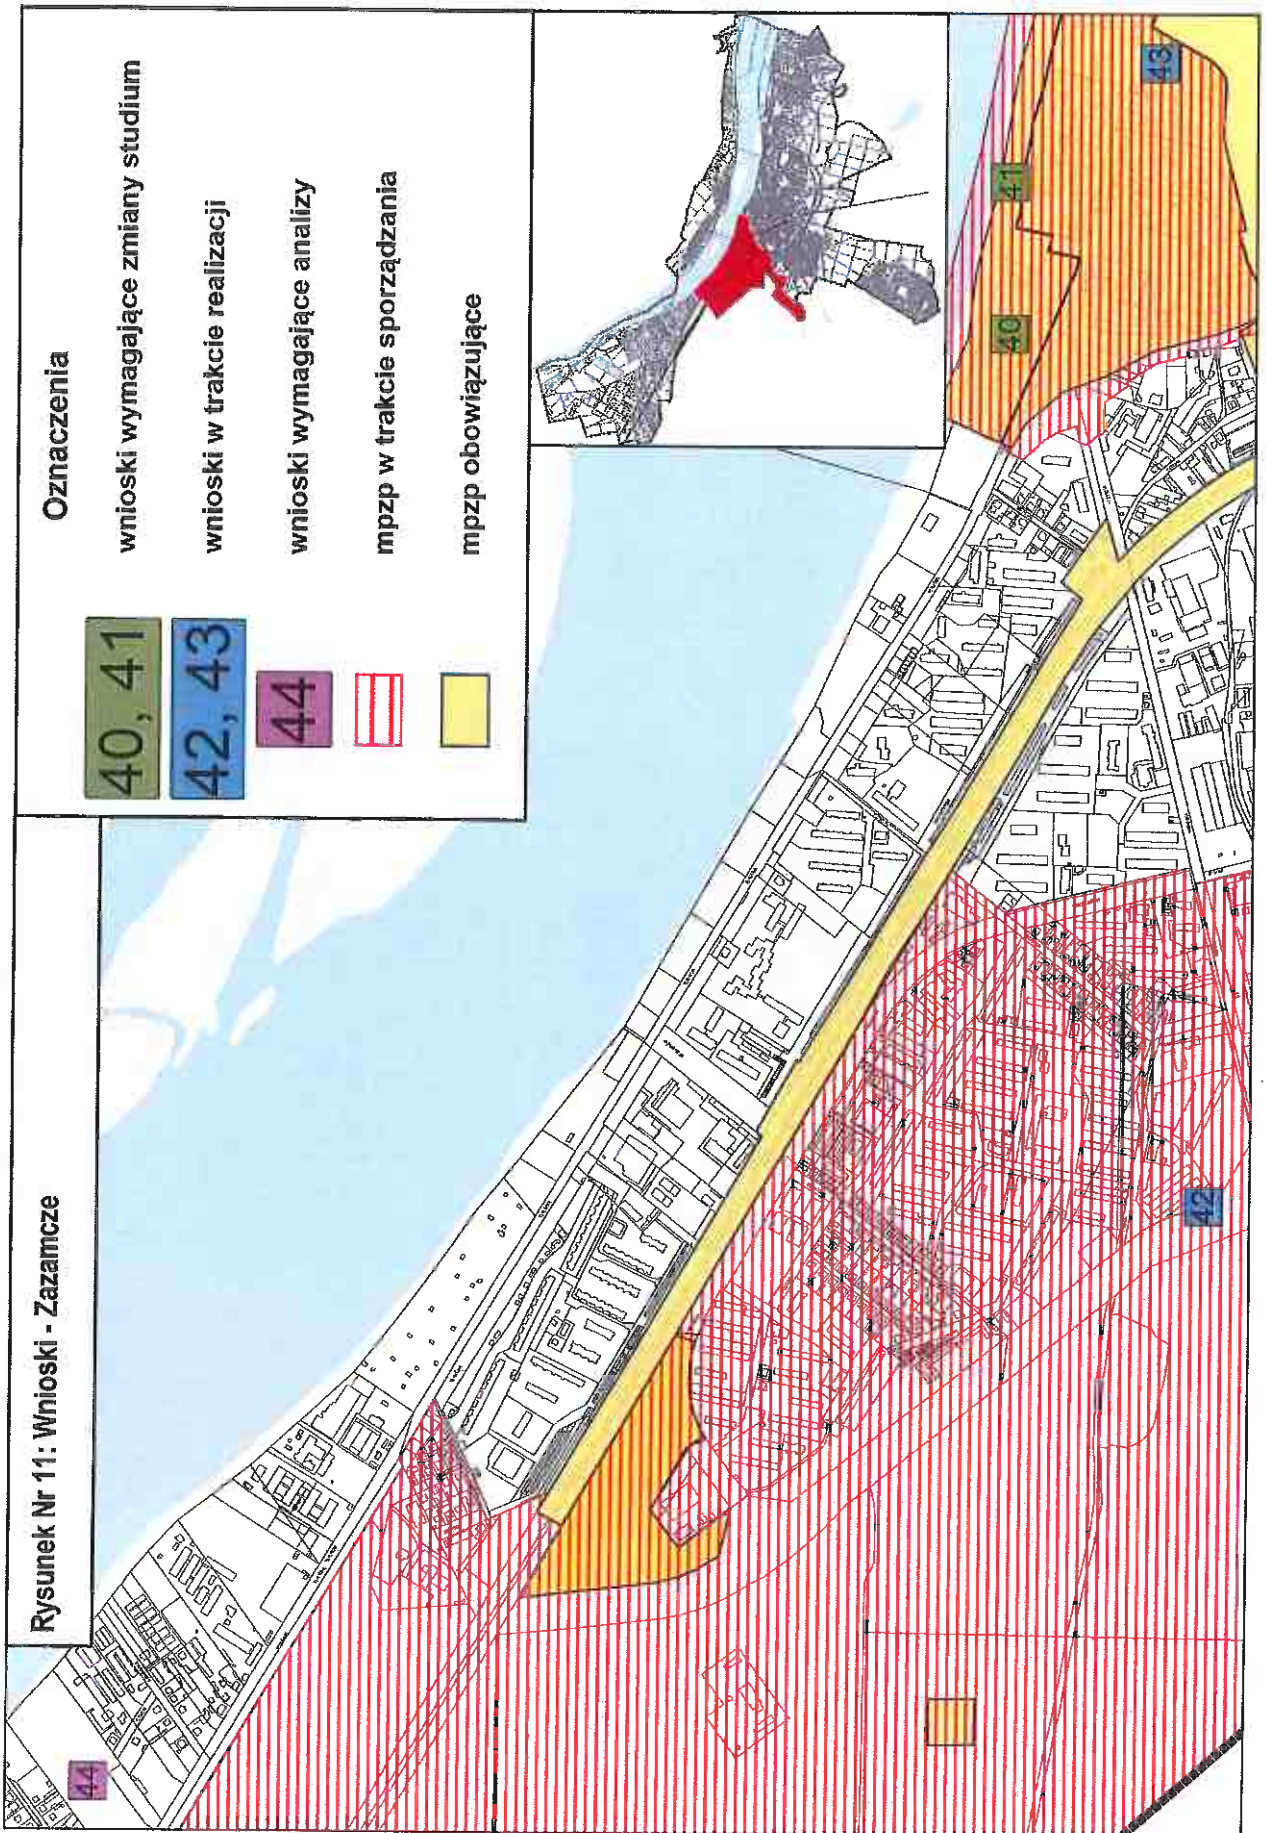 Rysunek Nr 11: Wnioski - Zazamcze
Oznaczenia
40, 41 wnioski wymagające zmiany studium
42, 43 wnioski w trakcie realizacji
44 wnioski wymagające analizy
mpzp w trakcie sporządzania
mpzp obowiązujące
44
42
40
41
43